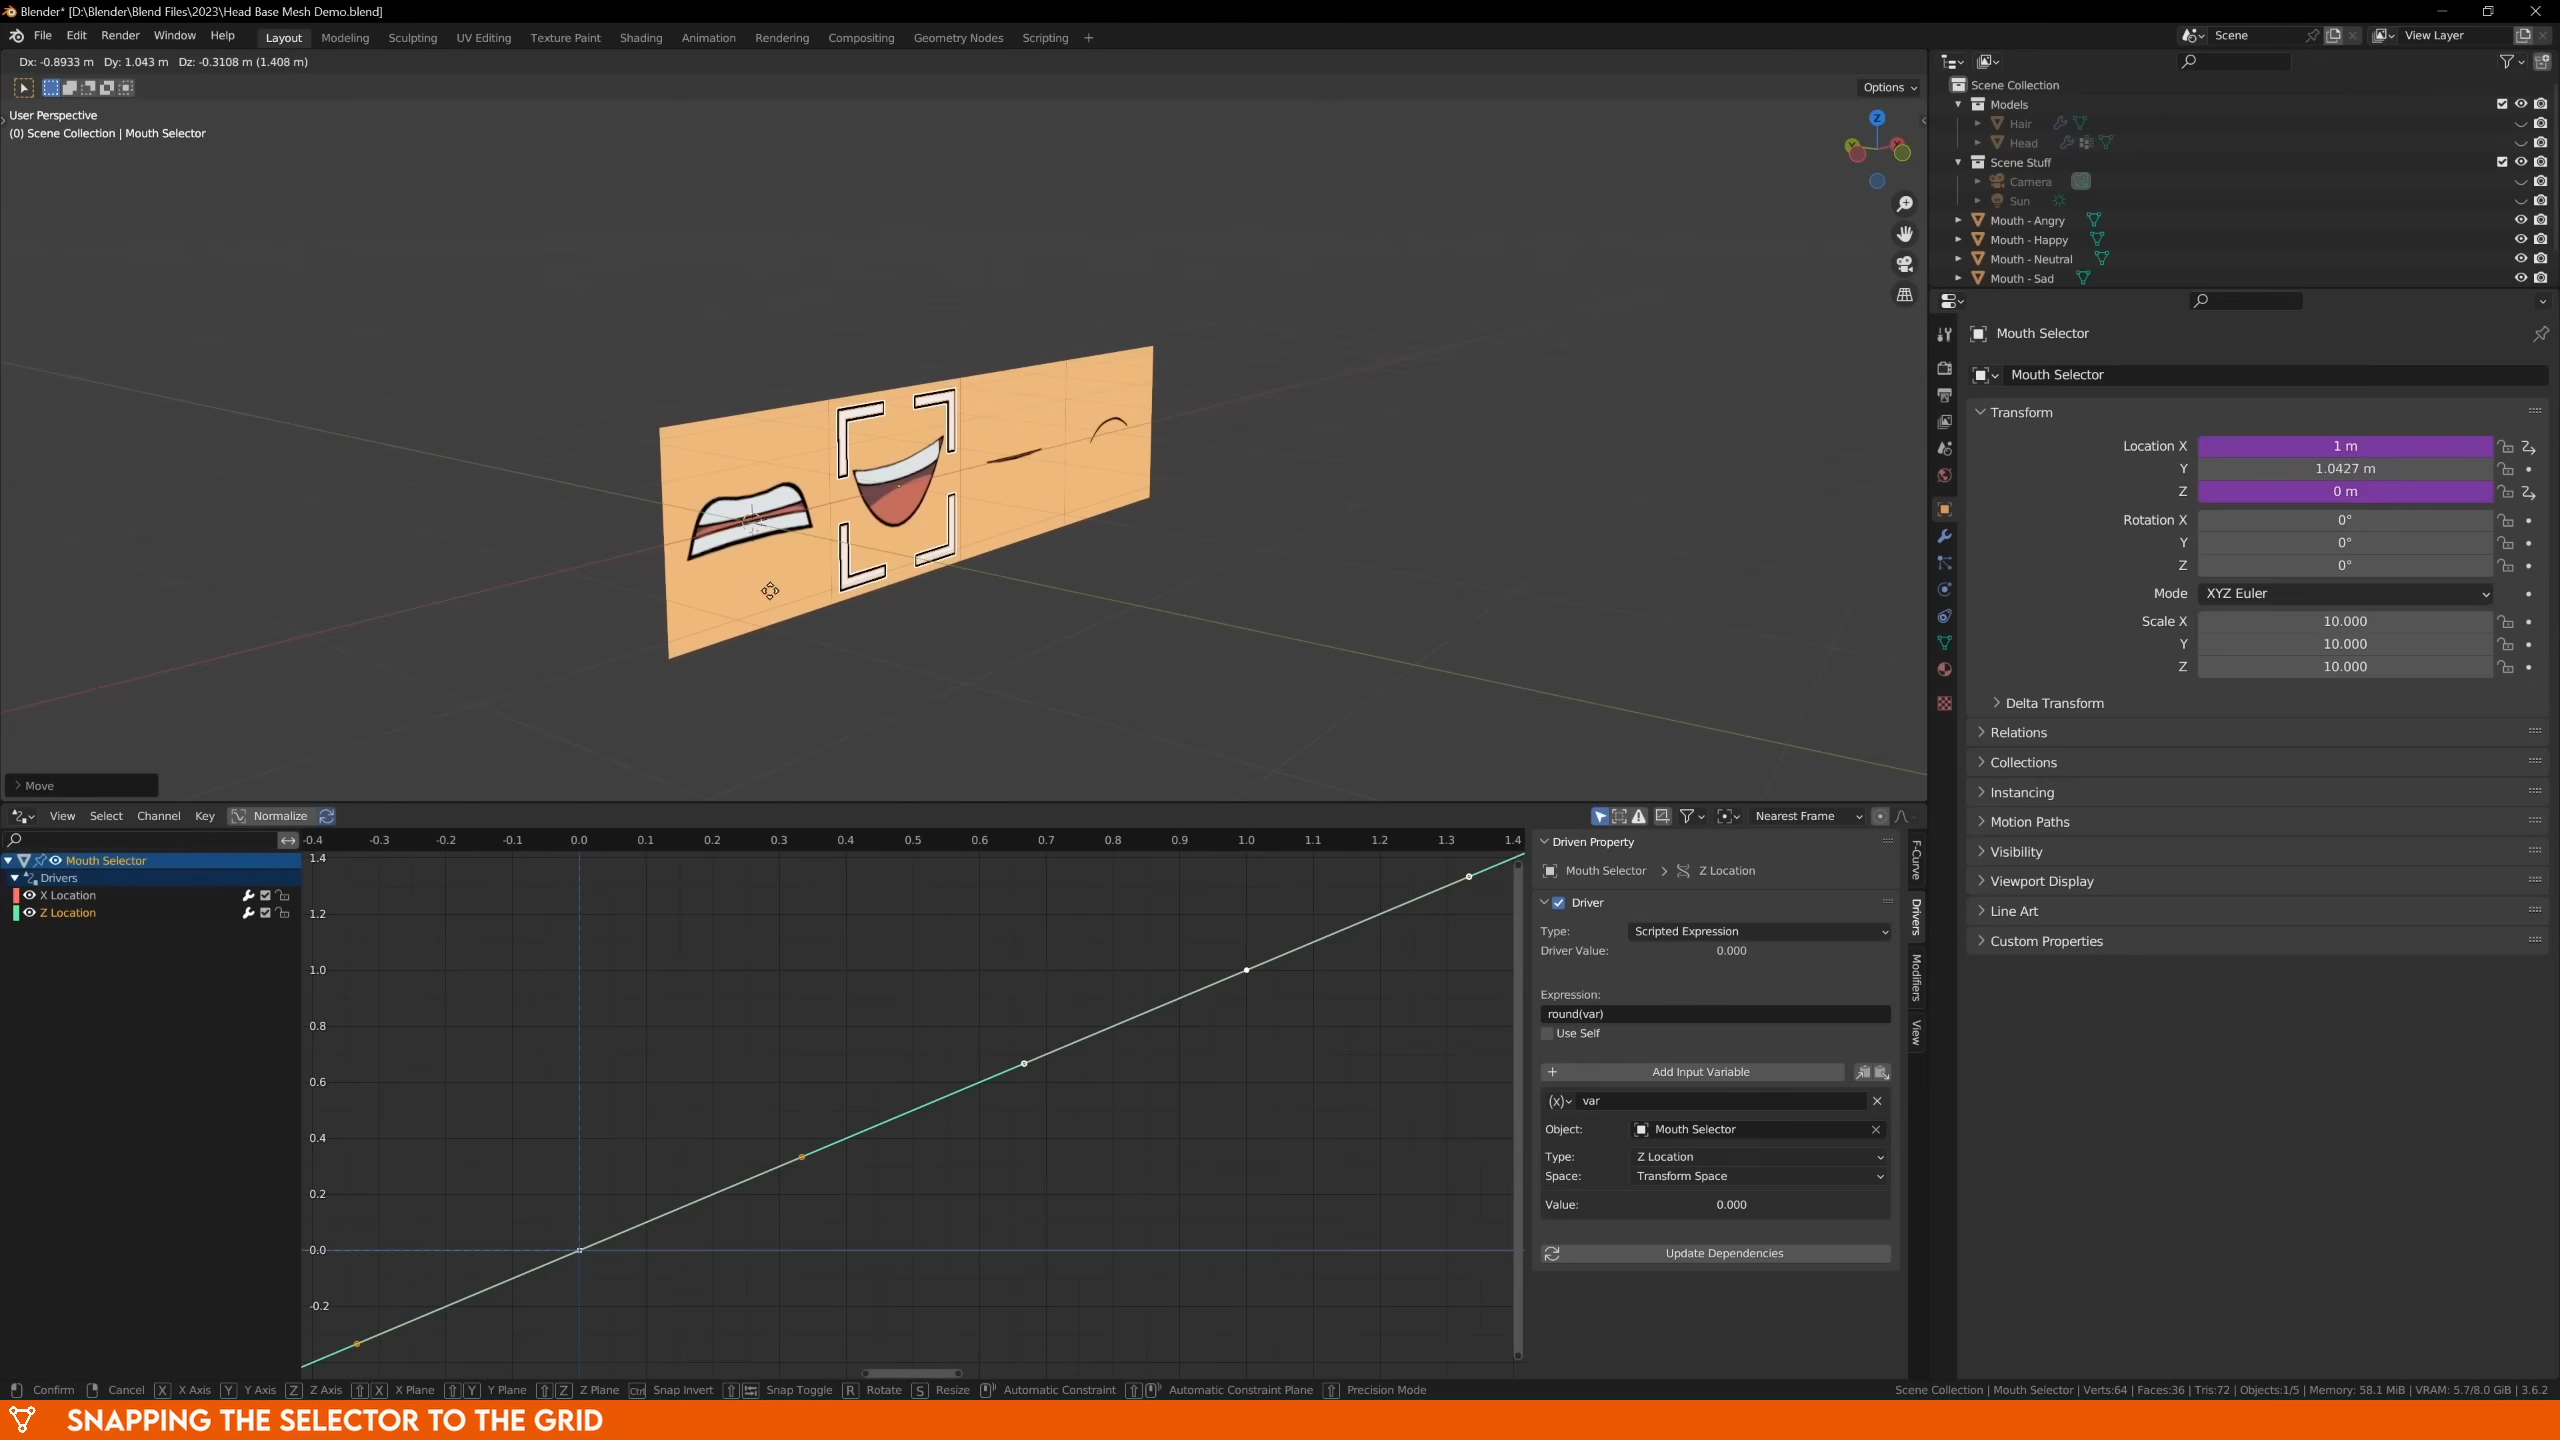 Blender* [D:\Blender\Blend Files\2023\Head Base Mesh Demo.blend]
File Edit Render Window Help Layout Modeling Sculpting UV Editing Texture Paint Shading Animation Rendering Compositing Geometry Nodes Scripting + Scene View Layer
Dx: -0.8933 m Dy: 1.043 m Dz: -0.3108 m (1.408 m)
Options
User Perspective
(0) Scene Collection | Mouth Selector
Z
Y
X
Move
Scene Collection
Models
Hair
Head
Scene Stuff
Camera
Sun
Mouth - Angry
Mouth - Happy
Mouth - Neutral
Mouth - Sad
Mouth Selector
Mouth Selector
Transform
Location X 1 m
Y 1.0427 m
Z 0 m
Rotation X 0°
Y 0°
Z 0°
Mode XYZ Euler
Scale X 10.000
Y 10.000
Z 10.000
Delta Transform
Relations
Collections
Instancing
Motion Paths
Visibility
Viewport Display
Line Art
Custom Properties
View Select Channel Key Normalize Nearest Frame
-0.4 -0.3 -0.2 -0.1 0.0 0.1 0.2 0.3 0.4 0.5 0.6 0.7 0.8 0.9 1.0 1.1 1.2 1.3 1.4
Mouth Selector
Drivers
X Location
Z Location
1.4
1.2
1.0
0.8
0.6
0.4
0.2
0.0
-0.2
Driven Property
Mouth Selector > Z Location
Driver
Type: Scripted Expression
Driver Value: 0.000
Expression:
round(var)
Use Self
+ Add Input Variable
(x) var
Object: Mouth Selector
Type: Z Location
Space: Transform Space
Value: 0.000
Update Dependencies
F-Curve
Drivers
Modifiers
View
Confirm Cancel X X Axis Y Y Axis Z Z Axis X X Plane Y Y Plane Z Z Plane Ctrl Snap Invert Snap Toggle R Rotate S Resize Automatic Constraint Automatic Constraint Plane Precision Mode
Scene Collection | Mouth Selector | Verts:64 | Faces:36 | Tris:72 | Objects:1/5 | Memory: 58.1 MiB | VRAM: 5.7/8.0 GiB | 3.6.2
SNAPPING THE SELECTOR TO THE GRID